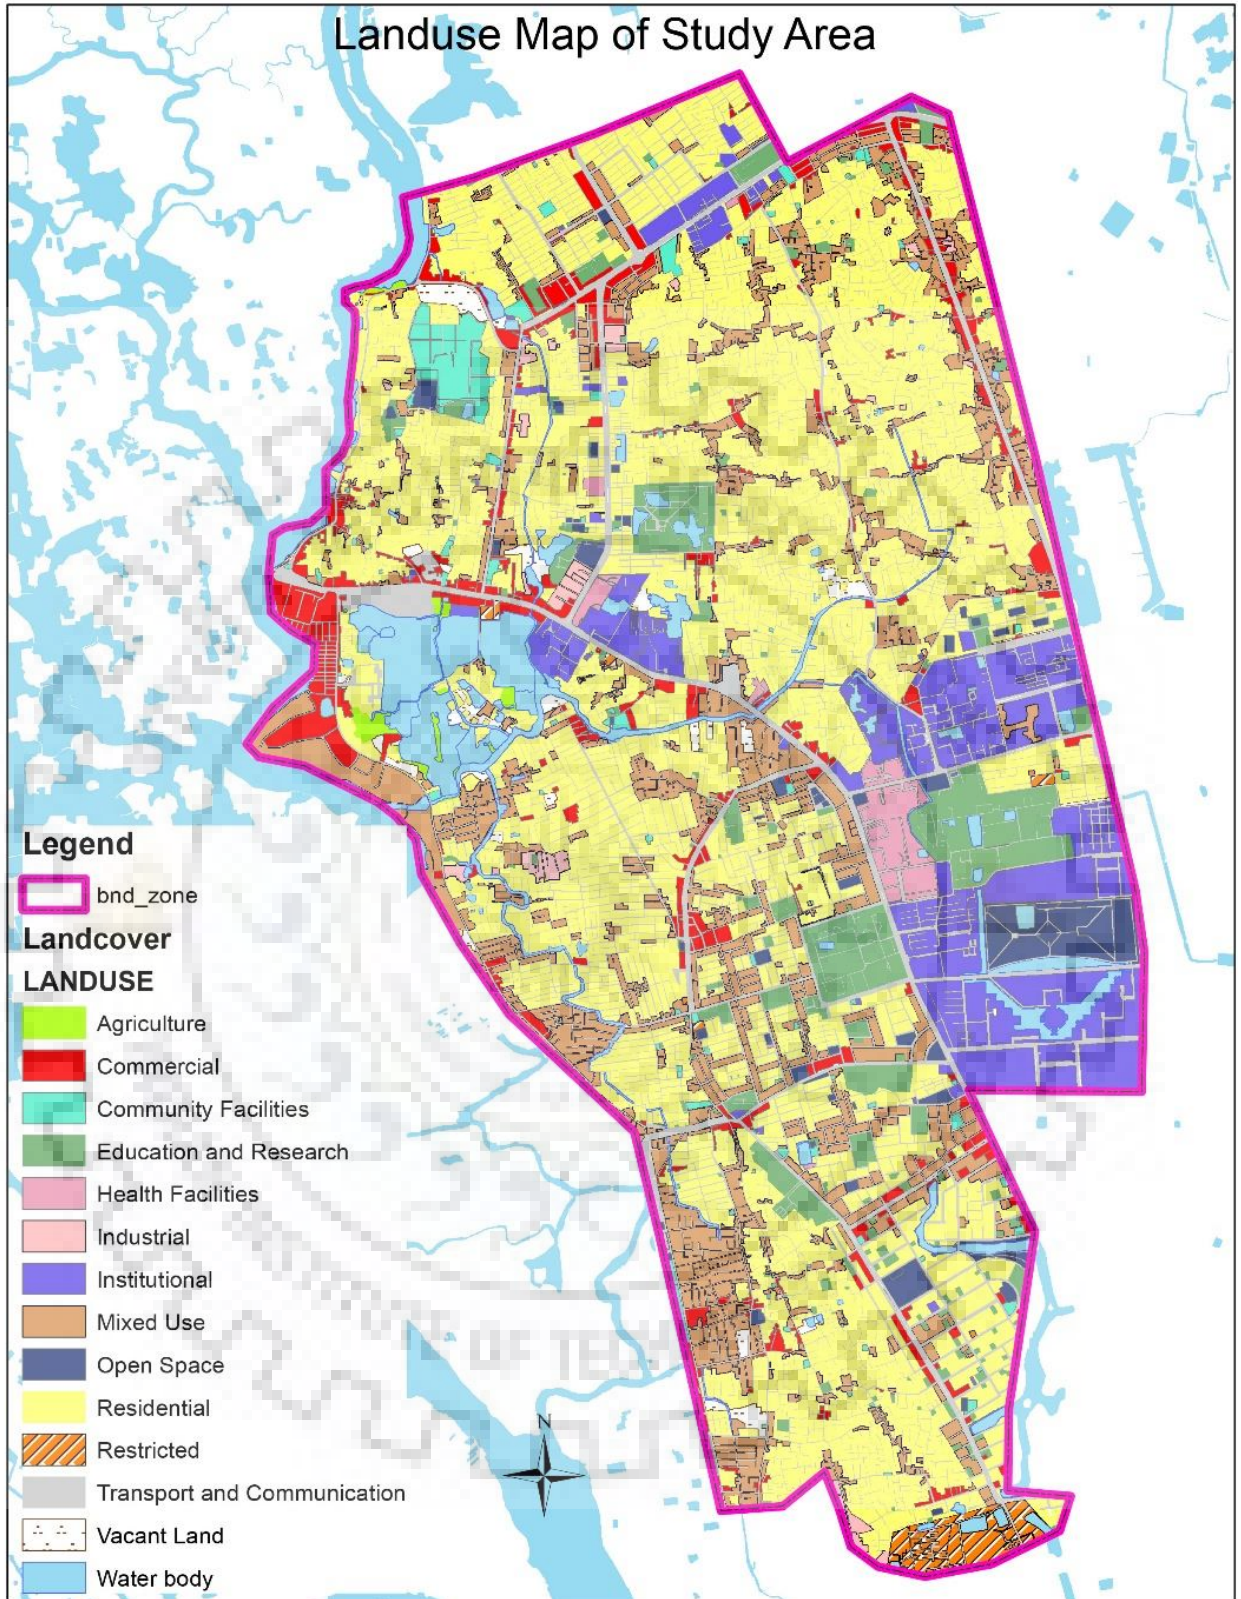 Landuse Map of Study Area
Legend
bnd_zone
Landcover
LANDUSE
Agriculture
Commercial
Community Facilities
Education and Research
Health Facilities
Industrial
Institutional
Mixed Use
Open Space
Residential
Restricted
Transport and Communication
Vacant Land
Water body
N